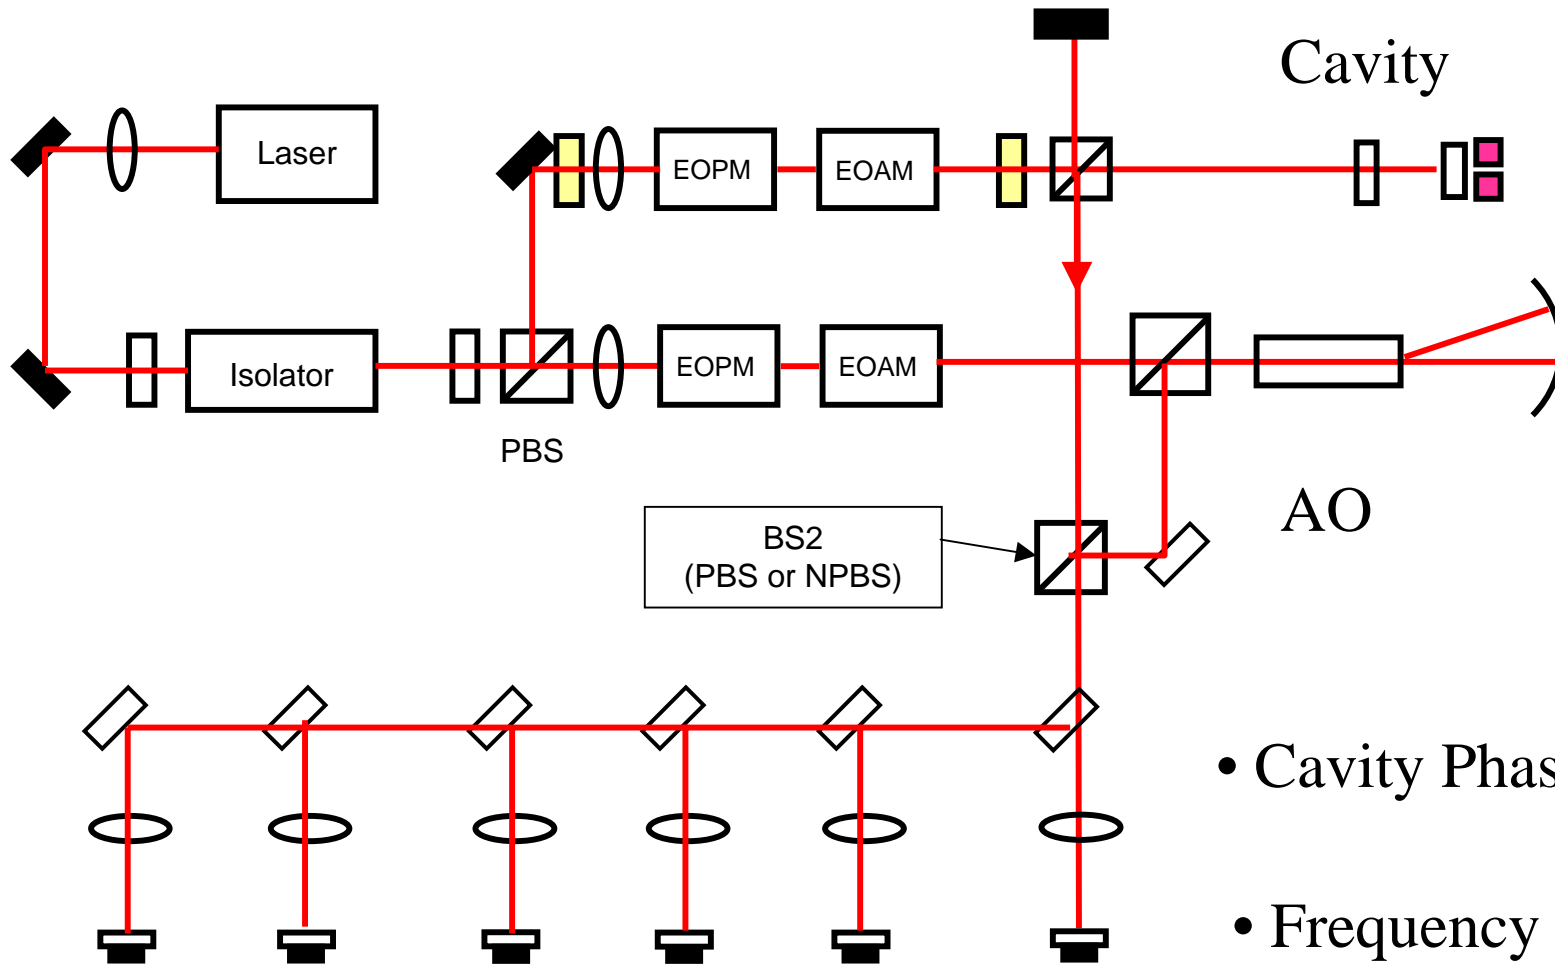 Cavity
Laser
EOPM
EOAM
Isolator
EOPM
EOAM
PBS
AO
BS2
(PBS or NPBS)
• Cavity Phas
• Frequency